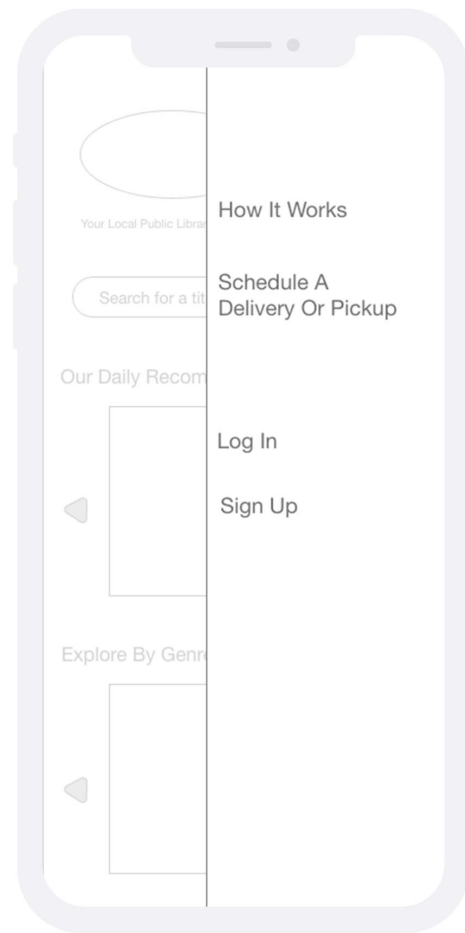 Your Local Public Librar
Search for a tit
Our Daily Recom
Explore By Genre
How It Works
Schedule A
Delivery Or Pickup
Log In
Sign Up